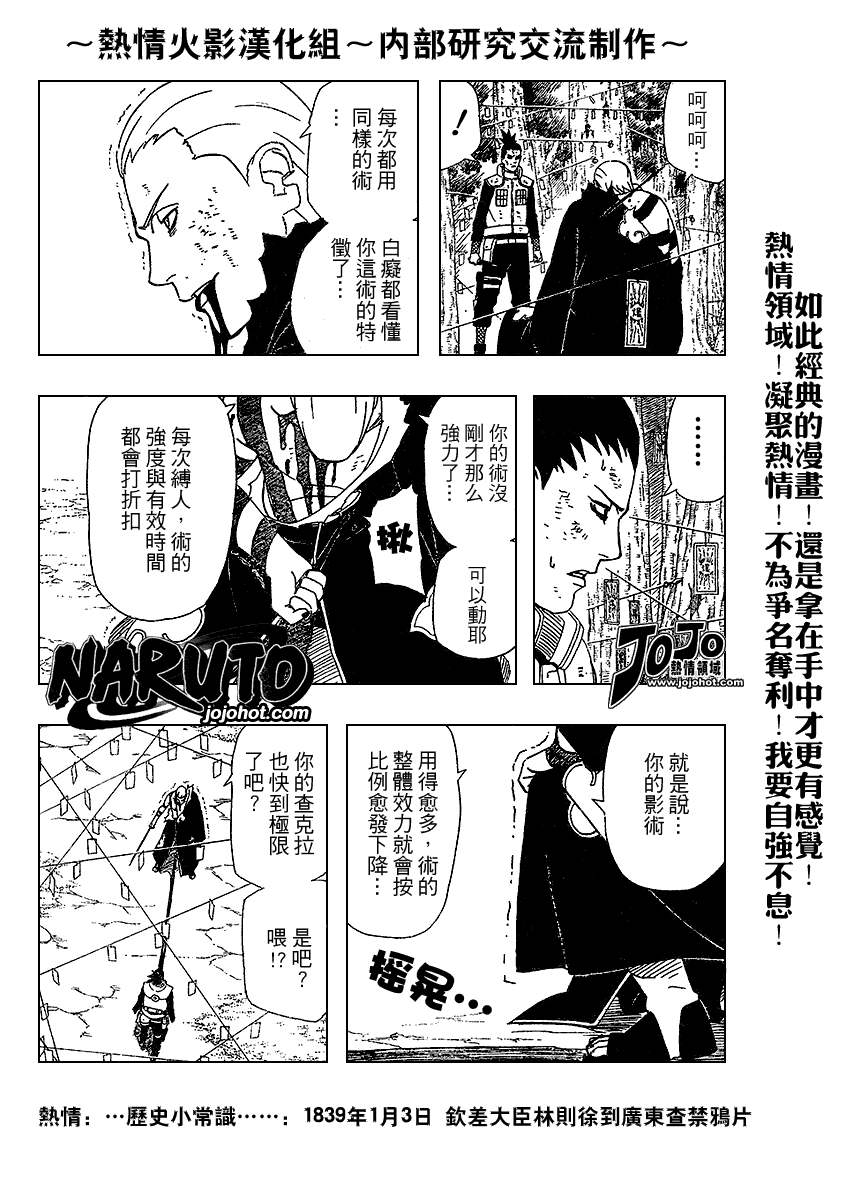 ～熱情火影漢化組～内部研究交流制作～
如此經典的漫畫！還是拿在手中才更有感覺！
熱情領域！凝聚熱情！不為爭名奪利！我要自強不息！
呵呵呵…
！
每次都用
同樣的術
…
白癡都看懂
你這術的特
徵了…
……
你的術沒
剛才那么
強力了…
可以動耶
揪
每次縛人，術的
強度與有效時間
都會打折扣
JOJO
熱情領域
www.jojohot.com
NARUTO
jojohot.com
就是說…
你的影術
用得愈多，術的
整體效力就會按
比例愈發下降…
搖晃…
你的查克拉
也快到極限
了吧？
是吧？
喂！？
熱情：…歷史小常識……：1839年1月3日 欽差大臣林則徐到廣東查禁鴉片